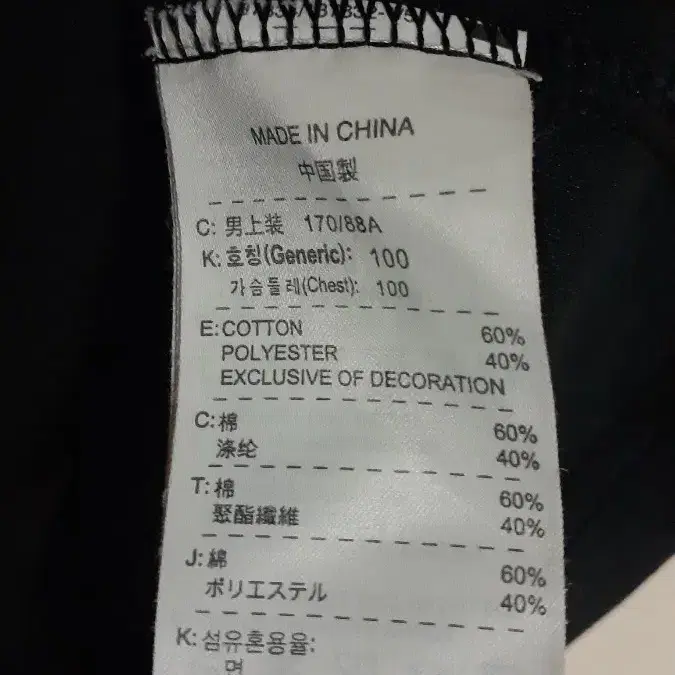 MADE IN CHINA
中国製
C: 男上装 170/88A
K: 호칭(Generic): 100
가슴둘레(Chest): 100
E: COTTON 60%
POLYESTER 40%
EXCLUSIVE OF DECORATION
C: 棉 60%
涤纶 40%
T: 棉 60%
聚酯纖維 40%
J: 綿 60%
ポリエステル 40%
K: 섬유혼용율:
면